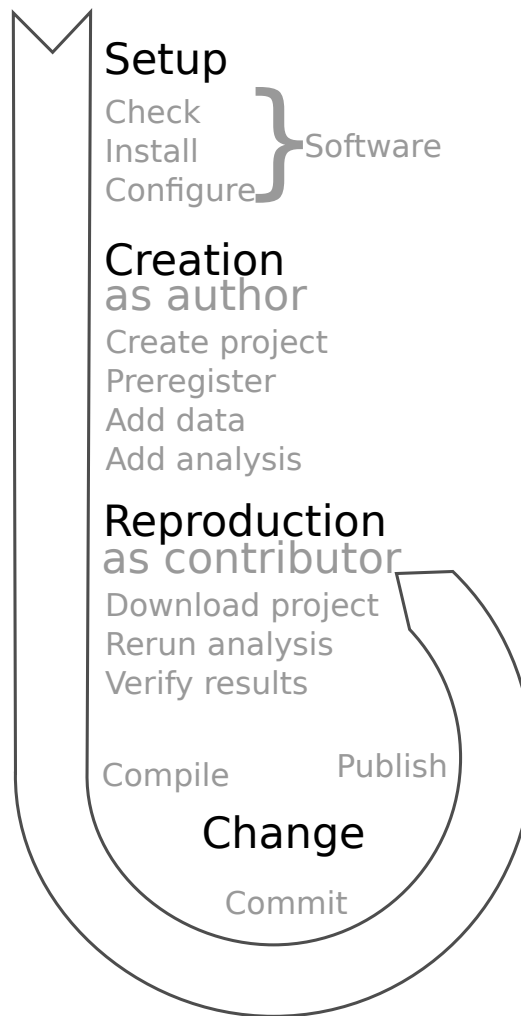 Setup
Check
Install
Configure
} Software
Creation
as author
Create project
Preregister
Add data
Add analysis
Reproduction
as contributor
Download project
Rerun analysis
Verify results
Compile
Publish
Change
Commit